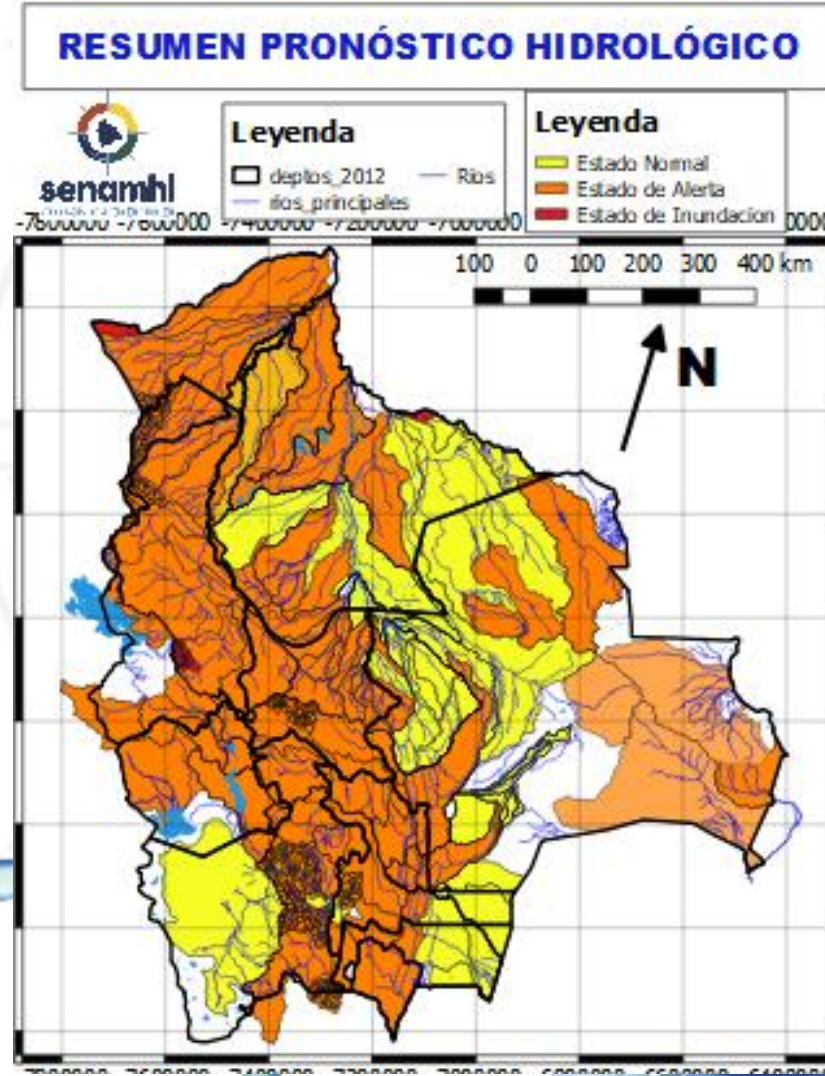 RESUMEN PRONÓSTICO HIDROLÓGICO
senamhi
Leyenda
deptos_2012
Rios
rios_principales
Leyenda
Estado Normal
Estado de Alerta
Estado de Inundacion
-7600000 -7400000 -7200000 -7000000
100 0 100 200 300 400 km
N